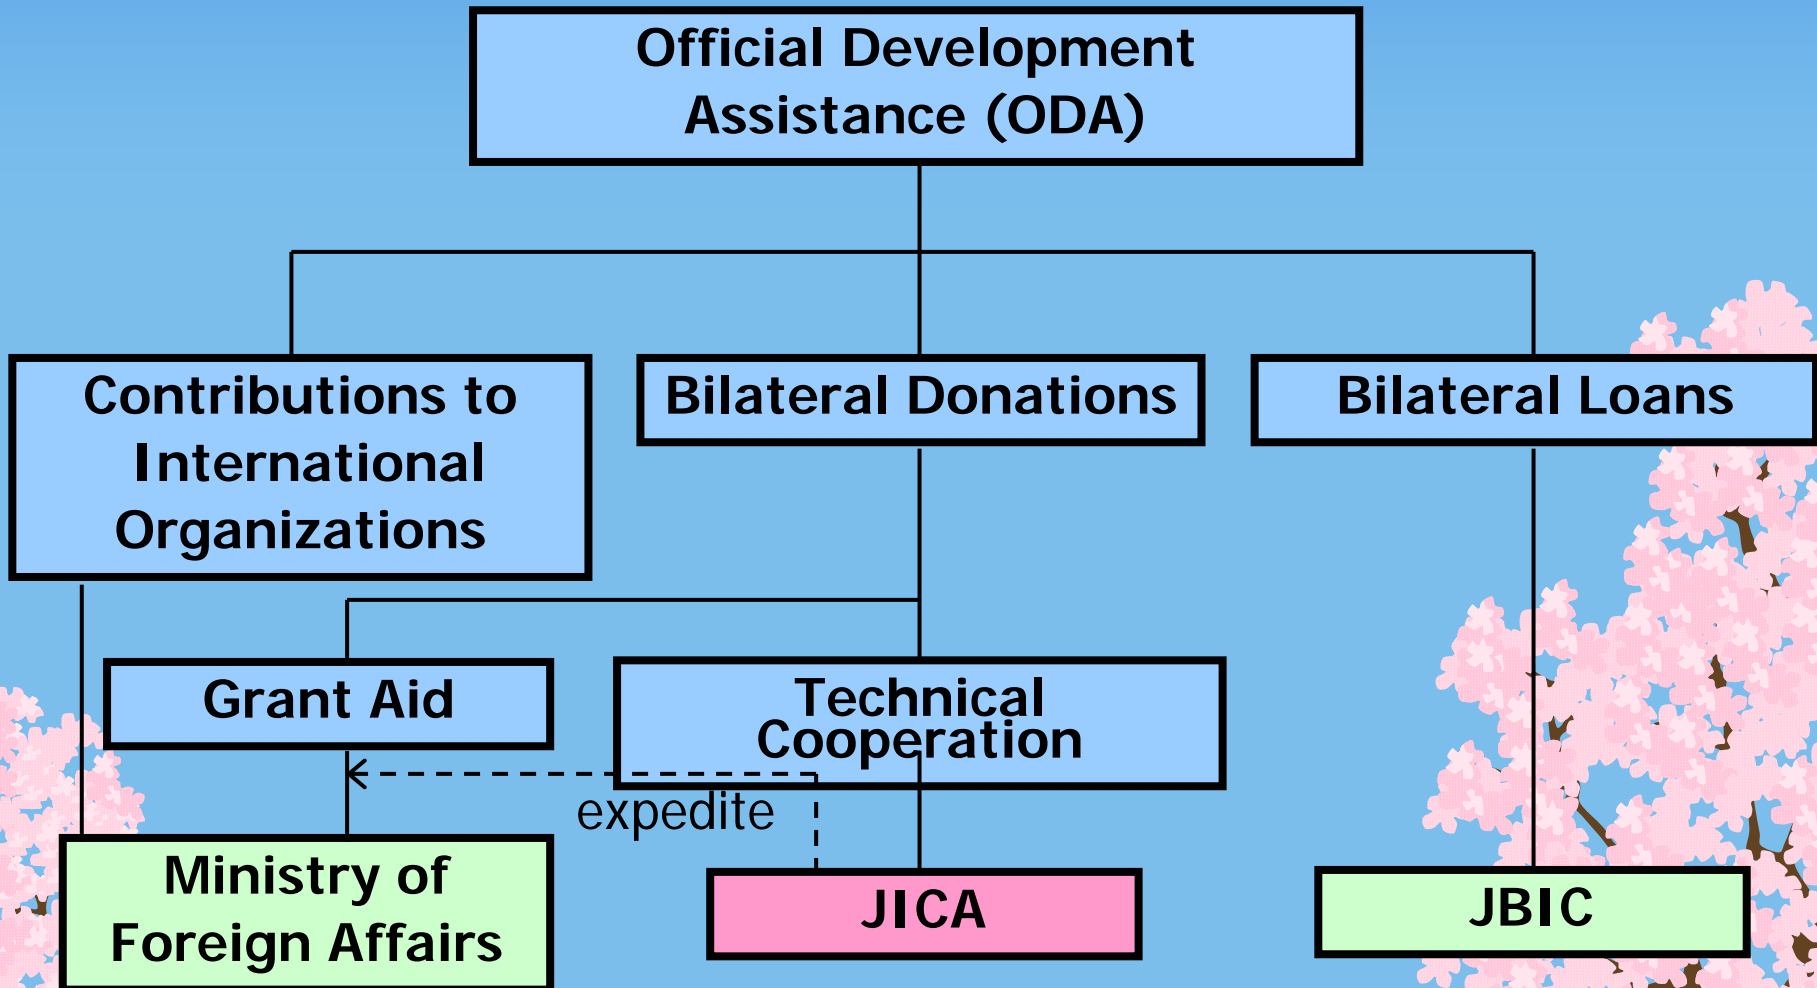 Official Development
Assistance (ODA)
Contributions to
International
Organizations
Bilateral Donations
Bilateral Loans
Grant Aid
Technical
Cooperation
expedite
Ministry of
Foreign Affairs
JICA
JBIC